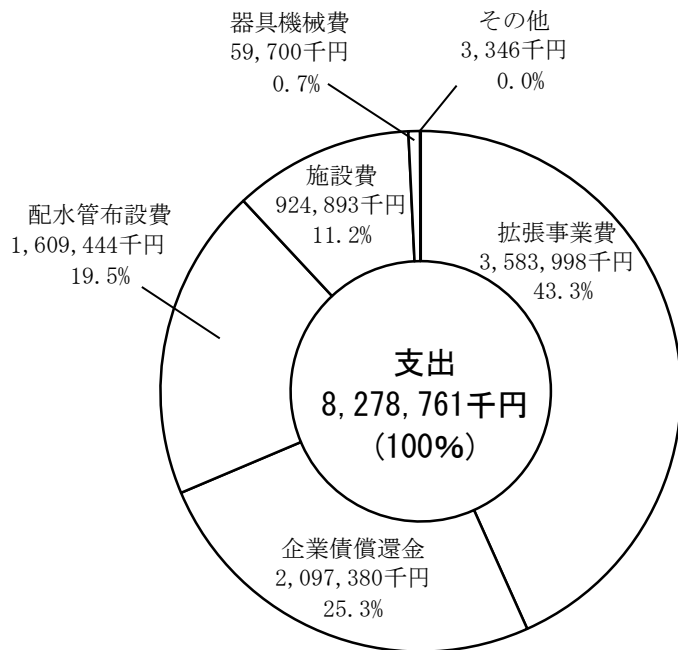 器具機械費
59,700千円
0.7%
その他
3,346千円
0.0%
施設費
924,893千円
11.2%
配水管布設費
1,609,444千円
19.5%
拡張事業費
3,583,998千円
43.3%
支出
8,278,761千円
(100%)
企業債償還金
2,097,380千円
25.3%